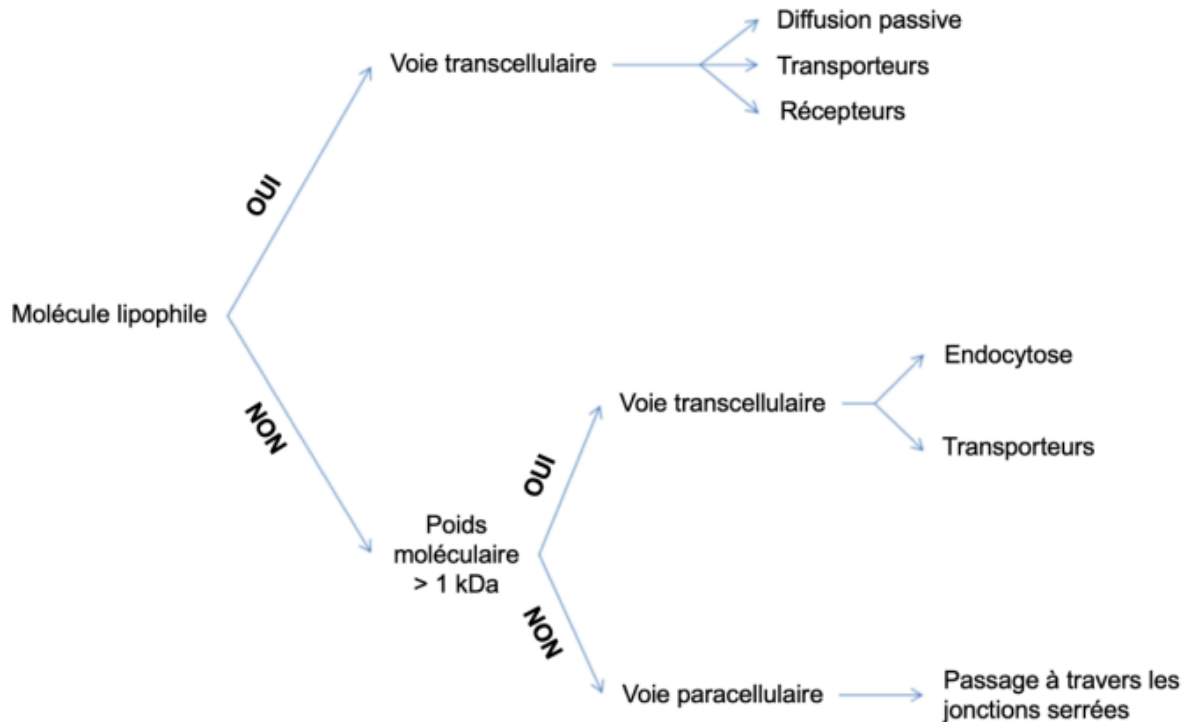 Diffusion passive
Voie transcellulaire
Transporteurs
Récepteurs
OUI
Molécule lipophile
NON
Endocytose
Voie transcellulaire
Transporteurs
OUI
Poids
moléculaire
> 1 kDa
NON
Voie paracellulaire
Passage à travers les
jonctions serrées